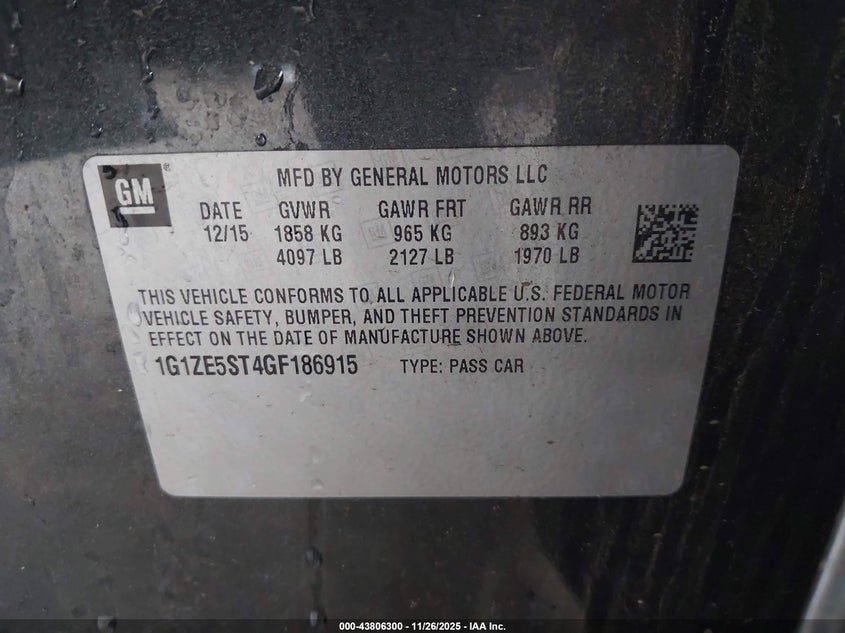 GM ® MFD BY GENERAL MOTORS LLC
DATE GVWR GAWR FRT GAWR RR
12/15 1858 KG 965 KG 893 KG
4097 LB 2127 LB 1970 LB
THIS VEHICLE CONFORMS TO ALL APPLICABLE U.S. FEDERAL MOTOR
VEHICLE SAFETY, BUMPER, AND THEFT PREVENTION STANDARDS IN
EFFECT ON THE DATE OF MANUFACTURE SHOWN ABOVE.
1G1ZE5ST4GF186915 TYPE: PASS CAR
000-43806300 - 11/26/2025 - IAA Inc.